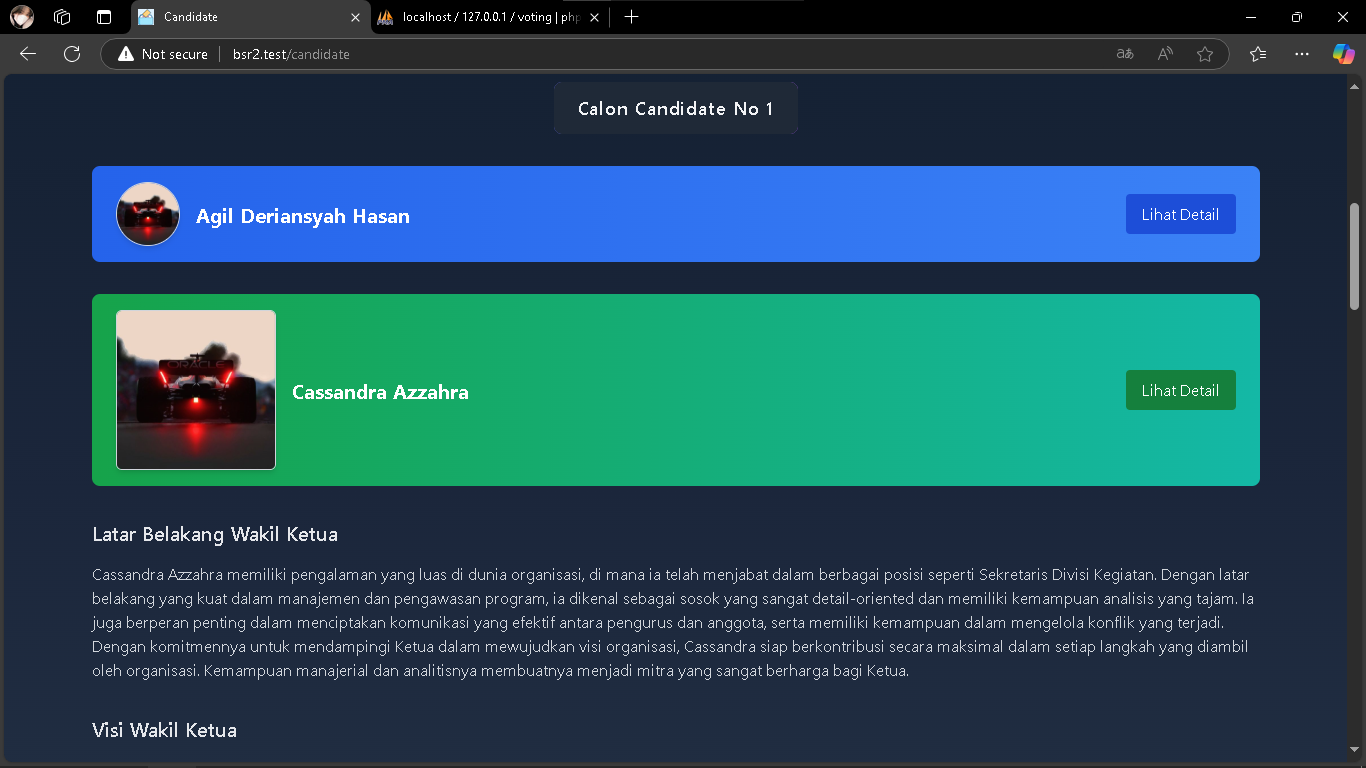 Candidate
localhost / 127.0.0.1 / voting | php
Not secure
bsr2.test/candidate
Calon Candidate No 1
Agil Deriansyah Hasan
Lihat Detail
ORACLE
Cassandra Azzahra
Lihat Detail
Latar Belakang Wakil Ketua
Cassandra Azzahra memiliki pengalaman yang luas di dunia organisasi, di mana ia telah menjabat dalam berbagai posisi seperti Sekretaris Divisi Kegiatan. Dengan latar
belakang yang kuat dalam manajemen dan pengawasan program, ia dikenal sebagai sosok yang sangat detail-oriented dan memiliki kemampuan analisis yang tajam. Ia
juga berperan penting dalam menciptakan komunikasi yang efektif antara pengurus dan anggota, serta memiliki kemampuan dalam mengelola konflik yang terjadi.
Dengan komitmennya untuk mendampingi Ketua dalam mewujudkan visi organisasi, Cassandra siap berkontribusi secara maksimal dalam setiap langkah yang diambil
oleh organisasi. Kemampuan manajerial dan analitisnya membuatnya menjadi mitra yang sangat berharga bagi Ketua.
Visi Wakil Ketua